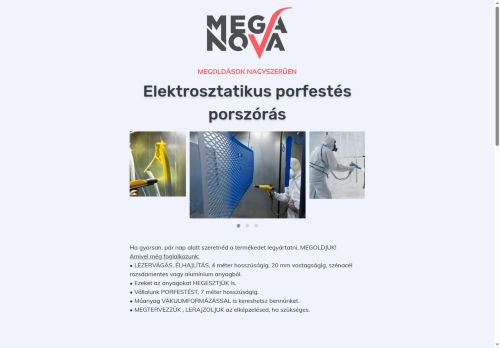 MEGA
NOVA
MEGOLDÁSOK NAGYSZERŰEN
Elektrosztatikus porfestés
porszórás
Ha gyorsan, pár nap alatt szeretnéd a termékedet legyártatni, MEGOLDJUK!
Amivel még foglalkozunk:
• LÉZERVÁGÁS, ÉLHAJLÍTÁS, 4 méter hosszúságig, 20 mm vastagságig, szénacél
rozsdamentes vagy alumínium anyagból.
• Ezeket az anyagokat HEGESZTJÜK is.
• Vállalunk PORFESTÉST, 7 méter hosszúságig.
• Műanyag VÁKUUMFORMÁZÁSSAL is kereshetsz bennünket.
• MEGTERVEZZÜK , LERAJZOLJUK az elképzelésed, ha szükséges.